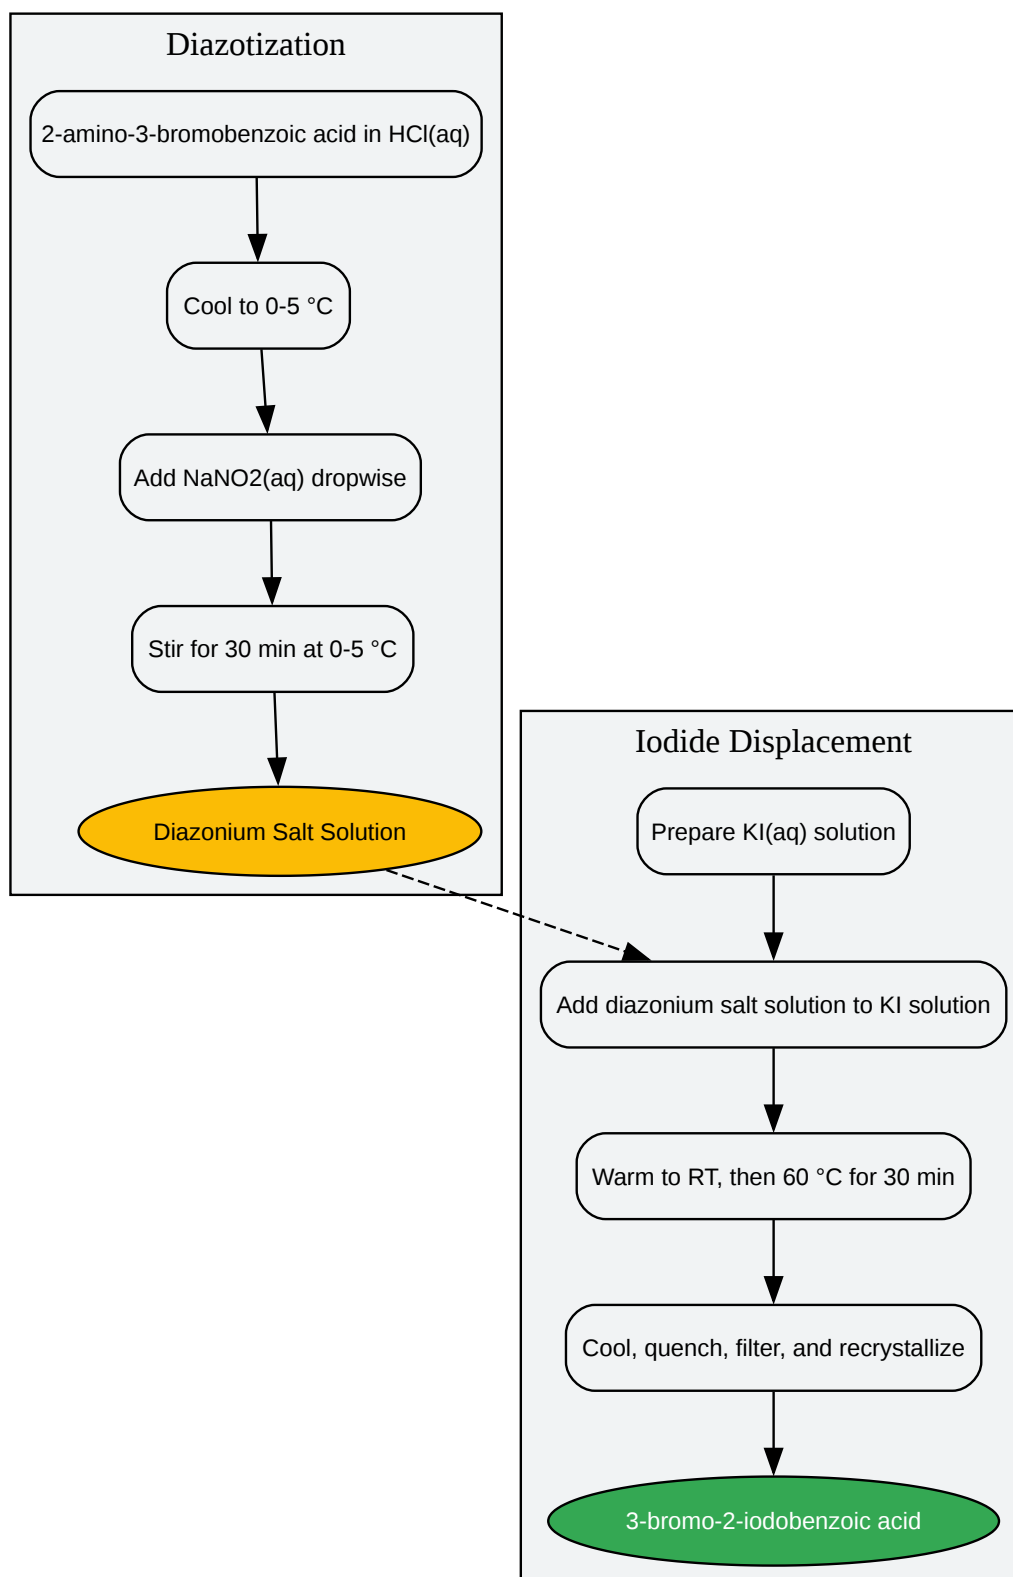 Diazotization
2-amino-3-bromobenzoic acid in HCl(aq)
Cool to 0-5 °C
Add NaNO2(aq) dropwise
Stir for 30 min at 0-5 °C
Diazonium Salt Solution
Iodide Displacement
Prepare KI(aq) solution
Add diazonium salt solution to KI solution
Warm to RT, then 60 °C for 30 min
Cool, quench, filter, and recrystallize
3-bromo-2-iodobenzoic acid